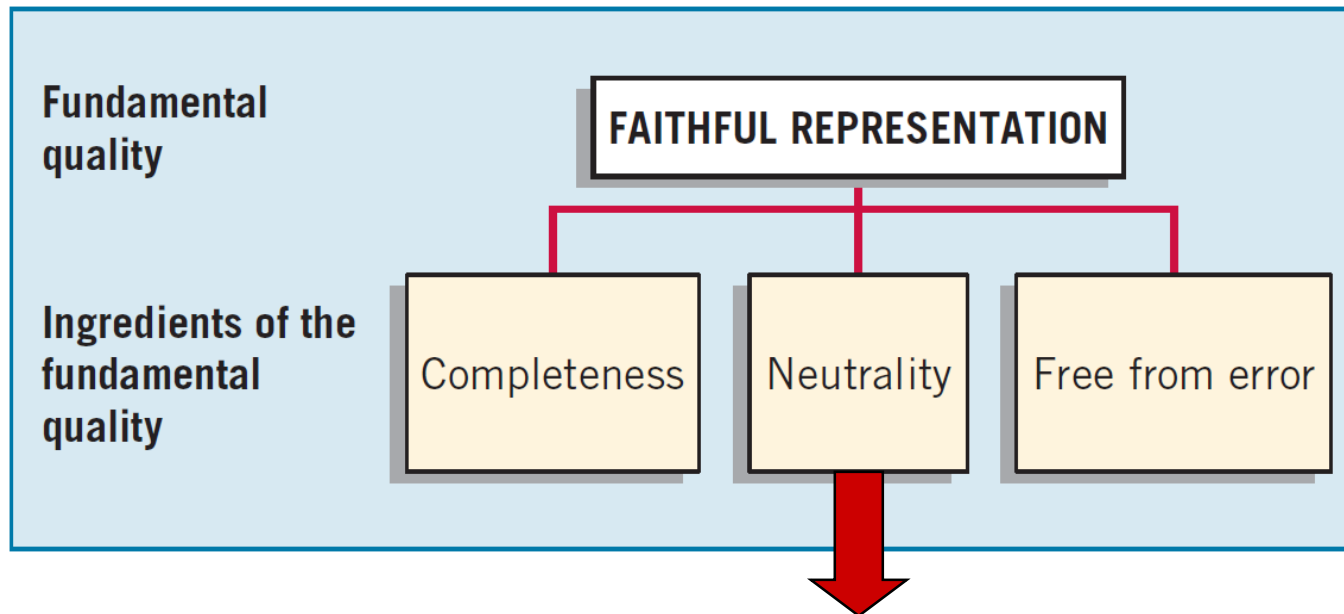 Fundamental
quality
FAITHFUL REPRESENTATION
Ingredients of the
fundamental
quality
Completeness
Neutrality
Free from error